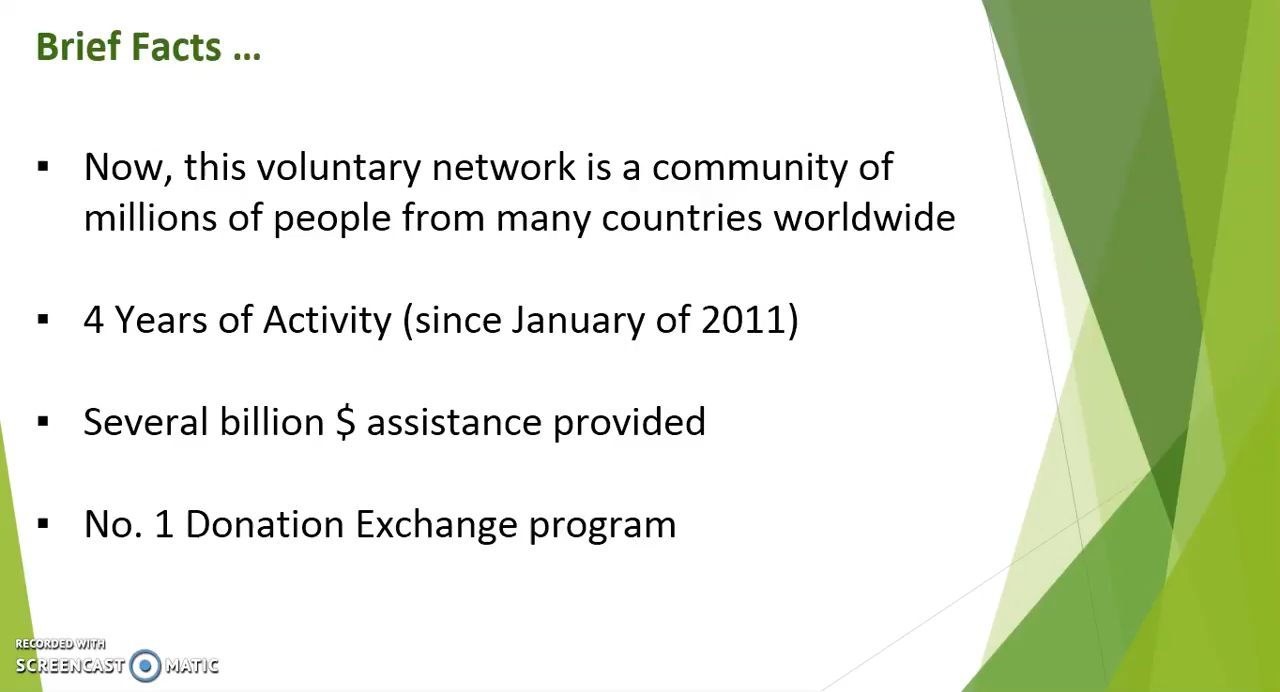 Brief Facts ...
▪ Now, this voluntary network is a community of
millions of people from many countries worldwide
▪ 4 Years of Activity (since January of 2011)
▪ Several billion $ assistance provided
▪ No. 1 Donation Exchange program
RECORDED WITH
SCREENCAST MATIC